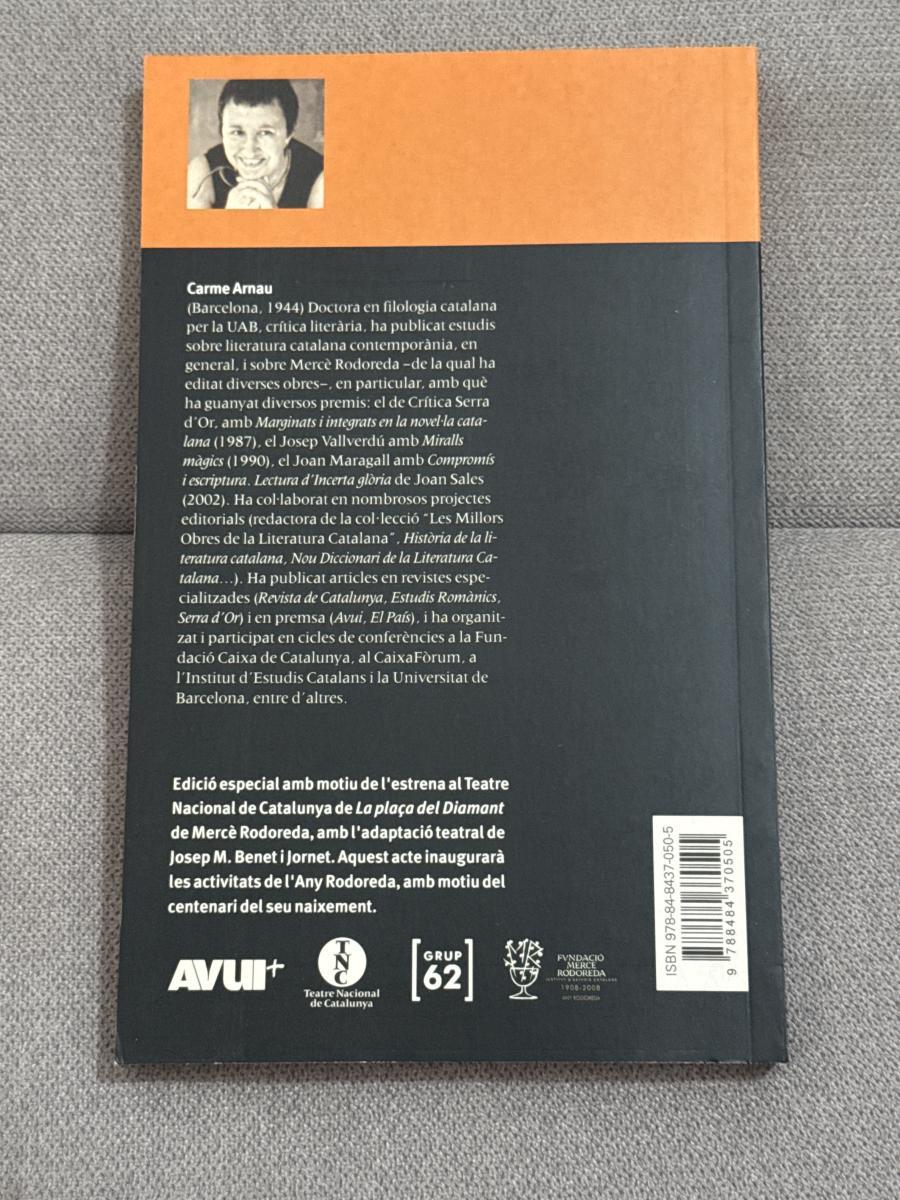 Carme Arnau
(Barcelona, 1944) Doctora en filologia catalana
per la UAB, crítica literària, ha publicat estudis
sobre literatura catalana contemporània, en
general, i sobre Mercè Rodoreda –de la qual ha
editat diverses obres–, en particular, amb què
ha guanyat diversos premis: el de Crítica Serra
d'Or, amb Marginats i integrats en la novel·la cata-
lana (1987), el Josep Vallverdú amb Miralls
màgics (1990), el Joan Maragall amb Compromís
i escriptura. Lectura d'Incerta glòria de Joan Sales
(2002). Ha col·laborat en nombrosos projectes
editorials (redactora de la col·lecció "Les Millors
Obres de la Literatura Catalana", Història de la li-
teratura catalana, Nou Diccionari de la Literatura Ca-
talana...). Ha publicat articles en revistes espe-
cialitzades (Revista de Catalunya, Estudis Romànics,
Serra d'Or) i en premsa (Avui, El País), i ha organit-
zat i participat en cicles de conferències a la Fun-
dació Caixa de Catalunya, al CaixaFòrum, a
l'Institut d'Estudis Catalans i la Universitat de
Barcelona, entre d'altres.
Edició especial amb motiu de l'estrena al Teatre
Nacional de Catalunya de La plaça del Diamant
de Mercè Rodoreda, amb l'adaptació teatral de
Josep M. Benet i Jornet. Aquest acte inaugurarà
les activitats de l'Any Rodoreda, amb motiu del
centenari del seu naixement.
AVUI+
TNC
Teatre Nacional
de Catalunya
GRUP
62
FVNDACIÓ
MERCÈ
RODOREDA
INSTITUT D'ESTUDIS CATALANS
1908-2008
ANY RODOREDA
ISBN 978-84-8437-050-5
9 788484 370505